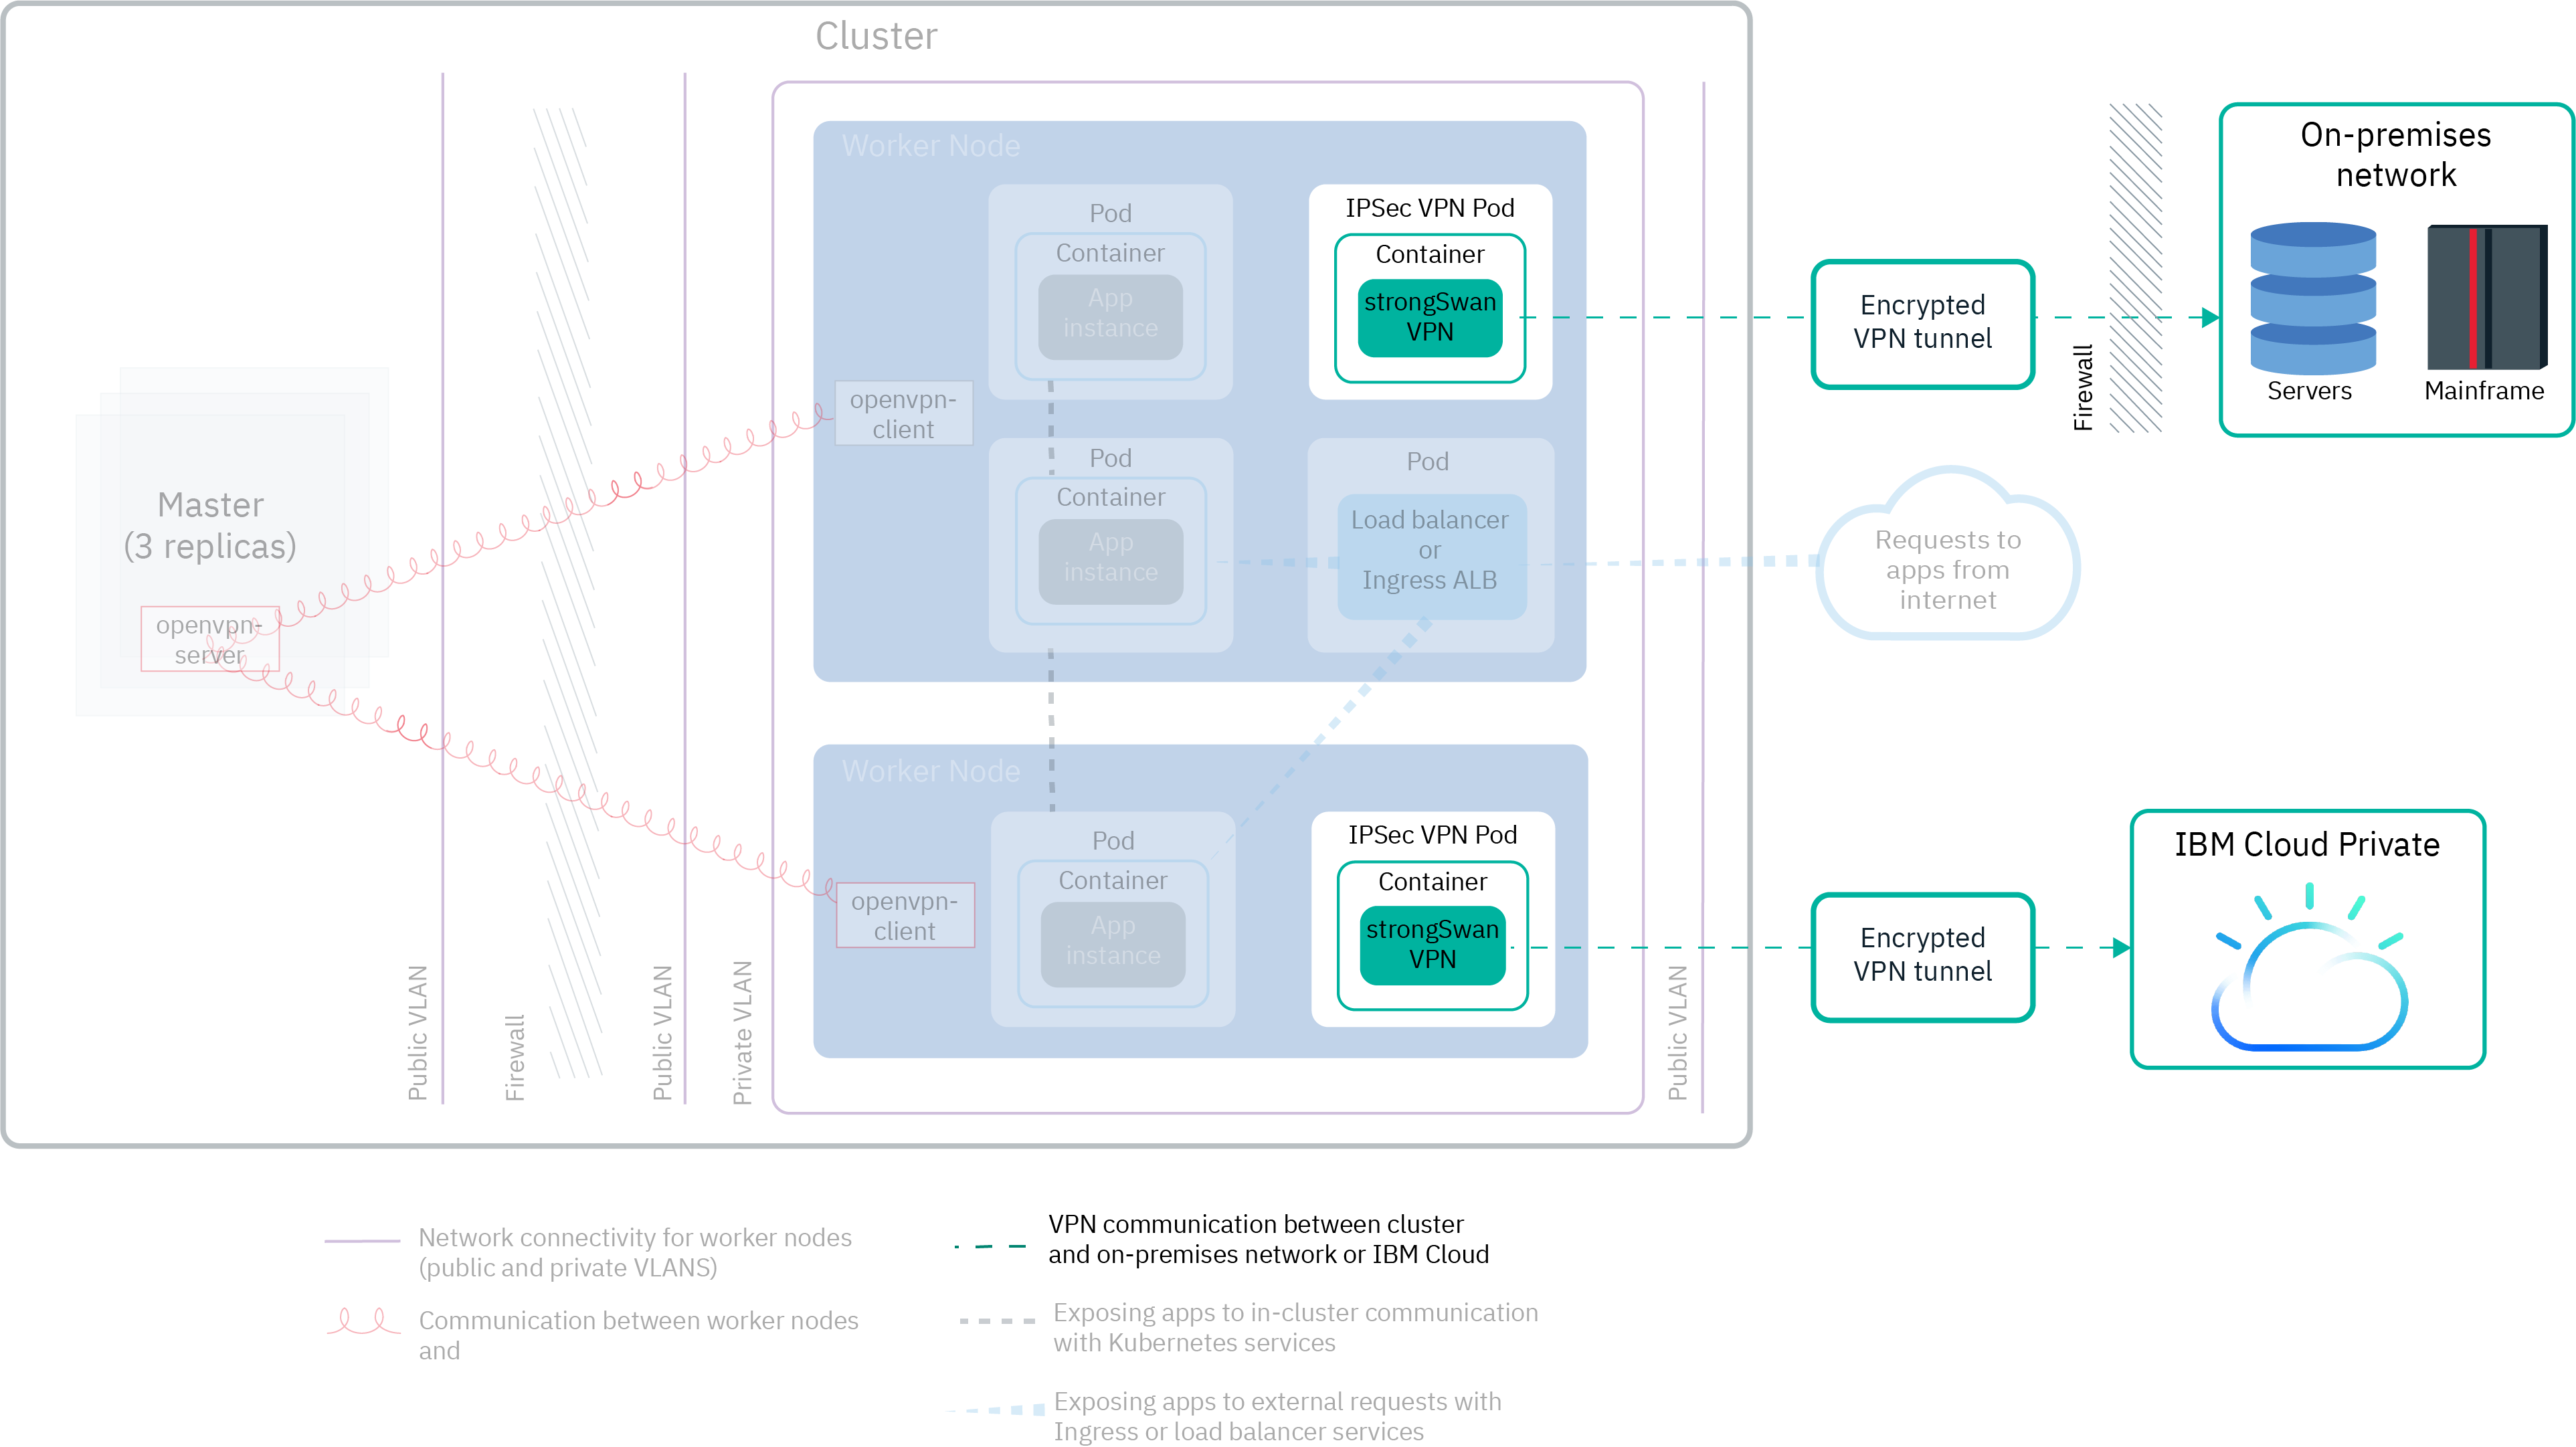 Cluster
Worker Node
Pod
Container
App
instance
IPSec VPN Pod
Container
strongSwan
VPN
Encrypted
VPN tunnel
Firewall
On-premises
network
Servers
Mainframe
openvpn-
client
Pod
Container
App
instance
Pod
Load balancer
or
Ingress ALB
Requests to
apps from
internet
Master
(3 replicas)
openvpn-
server
Worker Node
Pod
Container
App
instance
IPSec VPN Pod
Container
strongSwan
VPN
openvpn-
client
Encrypted
VPN tunnel
IBM Cloud Private
Public VLAN
Firewall
Public VLAN
Private VLAN
Public VLAN
Network connectivity for worker nodes
(public and private VLANS)
Communication between worker nodes
and
VPN communication between cluster
and on-premises network or IBM Cloud
Exposing apps to in-cluster communication
with Kubernetes services
Exposing apps to external requests with
Ingress or load balancer services